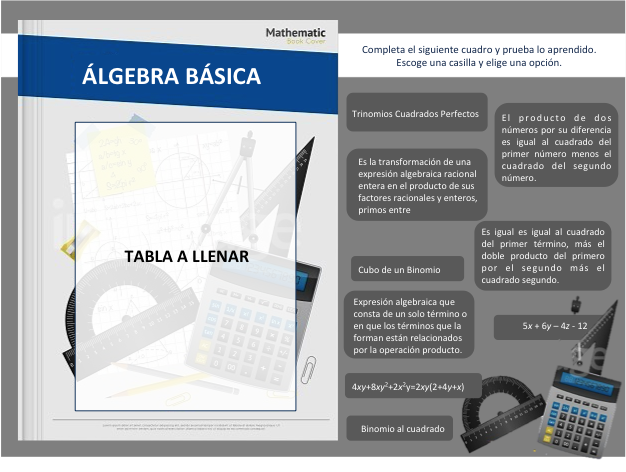 Mathematic
Book Cover
ÁLGEBRA BÁSICA
TABLA A LLENAR
Completa el siguiente cuadro y prueba lo aprendido.
Escoge una casilla y elige una opción.
Trinomios Cuadrados Perfectos
El producto de dos
números por su diferencia
es igual al cuadrado del
primer número menos el
cuadrado del segundo
número.
Es la transformación de una
expresión algebraica racional
entera en el producto de sus
factores racionales y enteros,
primos entre
Es igual es igual al cuadrado
del primer término, más el
doble producto del primero
por el segundo más el
cuadrado segundo.
Cubo de un Binomio
Expresión algebraica que
consta de un solo término o
en que los términos que la
forman están relacionados
por la operación producto.
5x + 6y – 4z - 12
4xy+8xy²+2x²y=2xy(2+4y+x)
Binomio al cuadrado